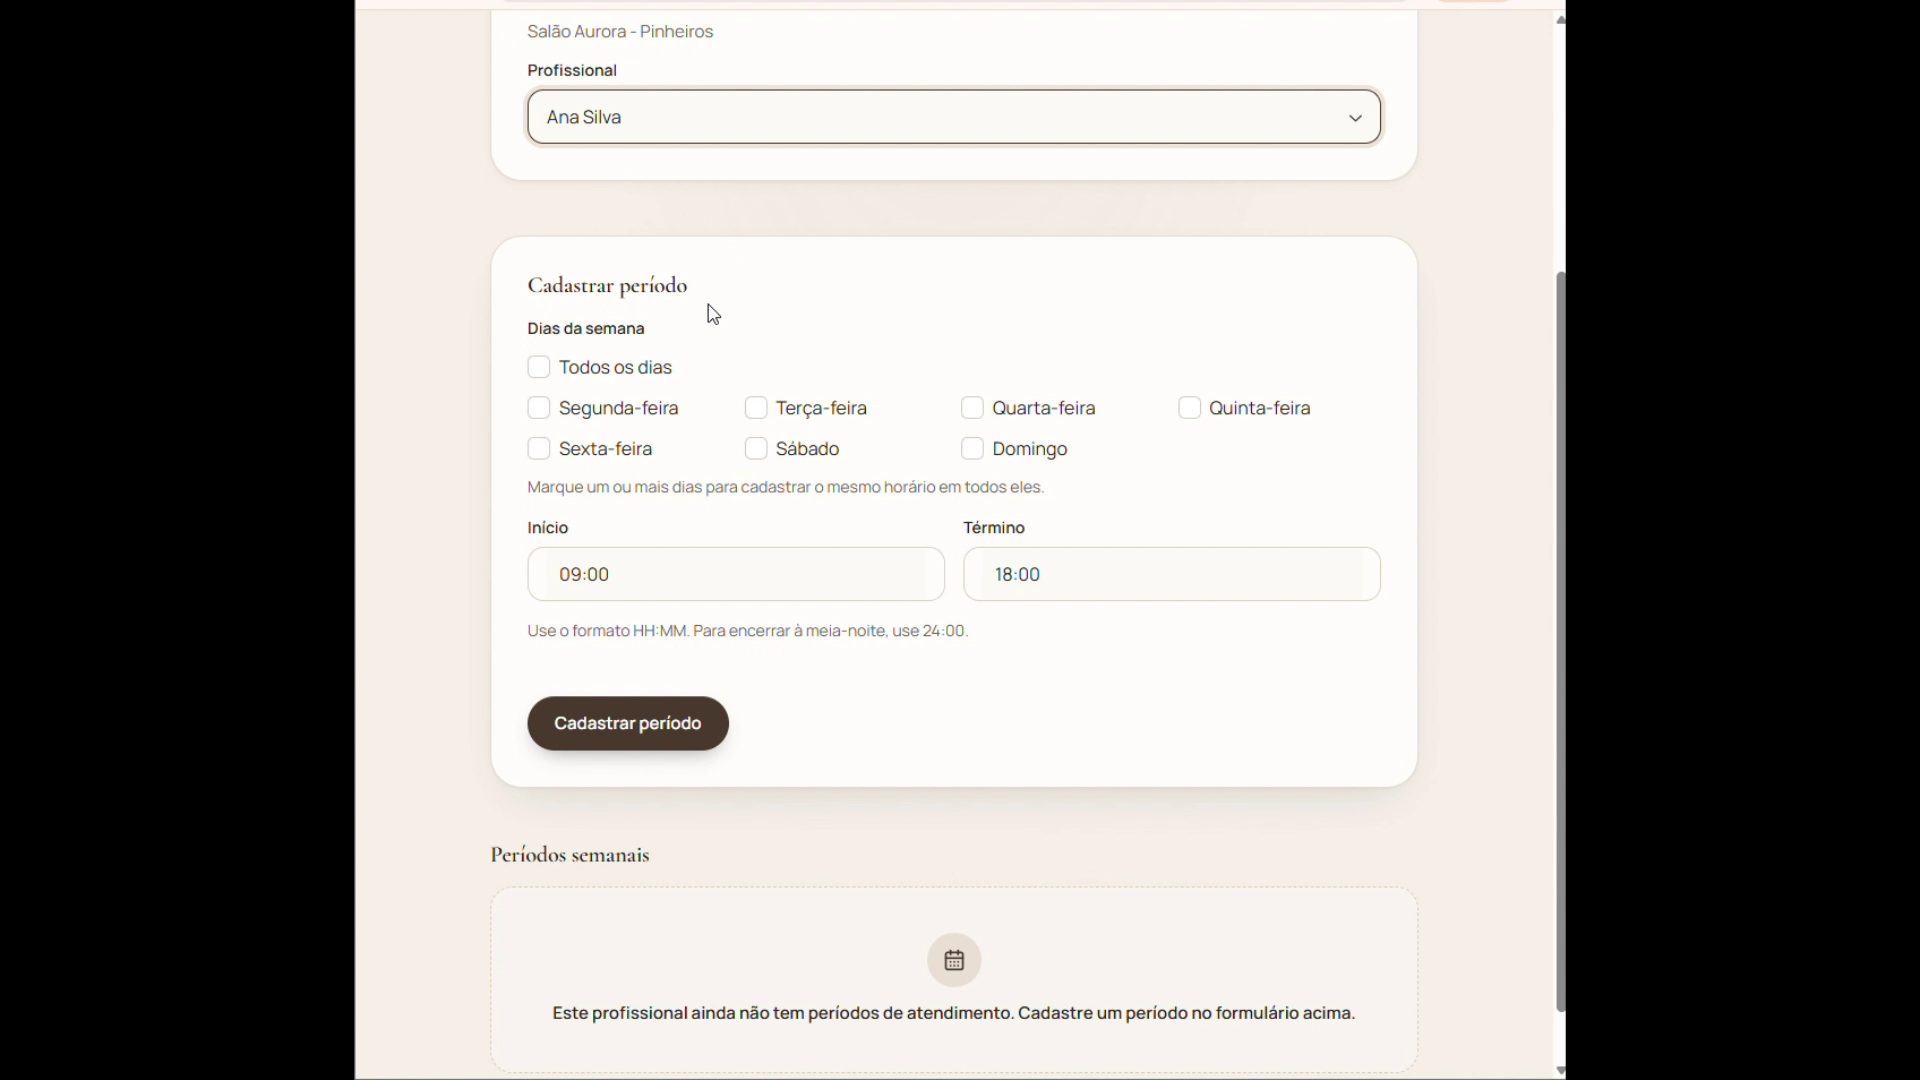 Salão Aurora - Pinheiros
Profissional
Ana Silva
Cadastrar período
Dias da semana
Todos os dias
Segunda-feira Terça-feira Quarta-feira Quinta-feira
Sexta-feira Sábado Domingo
Marque um ou mais dias para cadastrar o mesmo horário em todos eles.
Início Término
09:00 18:00
Use o formato HH:MM. Para encerrar à meia-noite, use 24:00.
Cadastrar período
Períodos semanais
Este profissional ainda não tem períodos de atendimento. Cadastre um período no formulário acima.